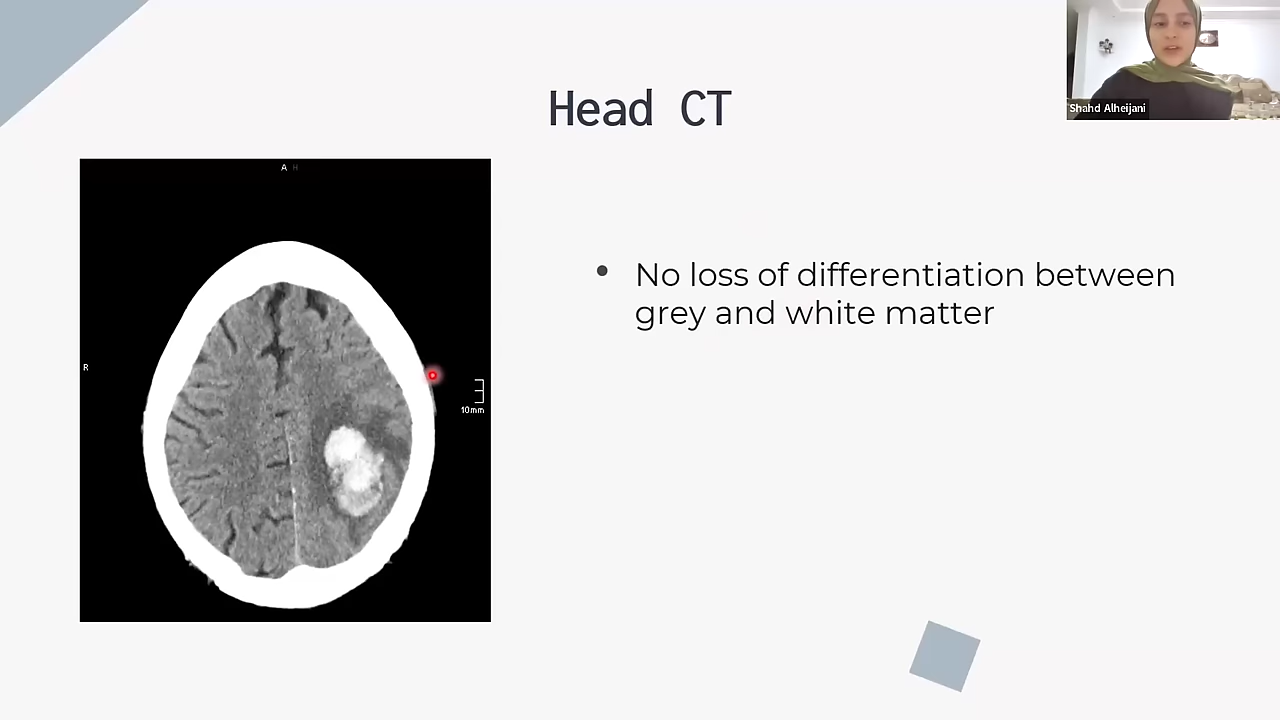 Shahd Alheijani
Head CT
A H
R
10mm
• No loss of differentiation between
grey and white matter